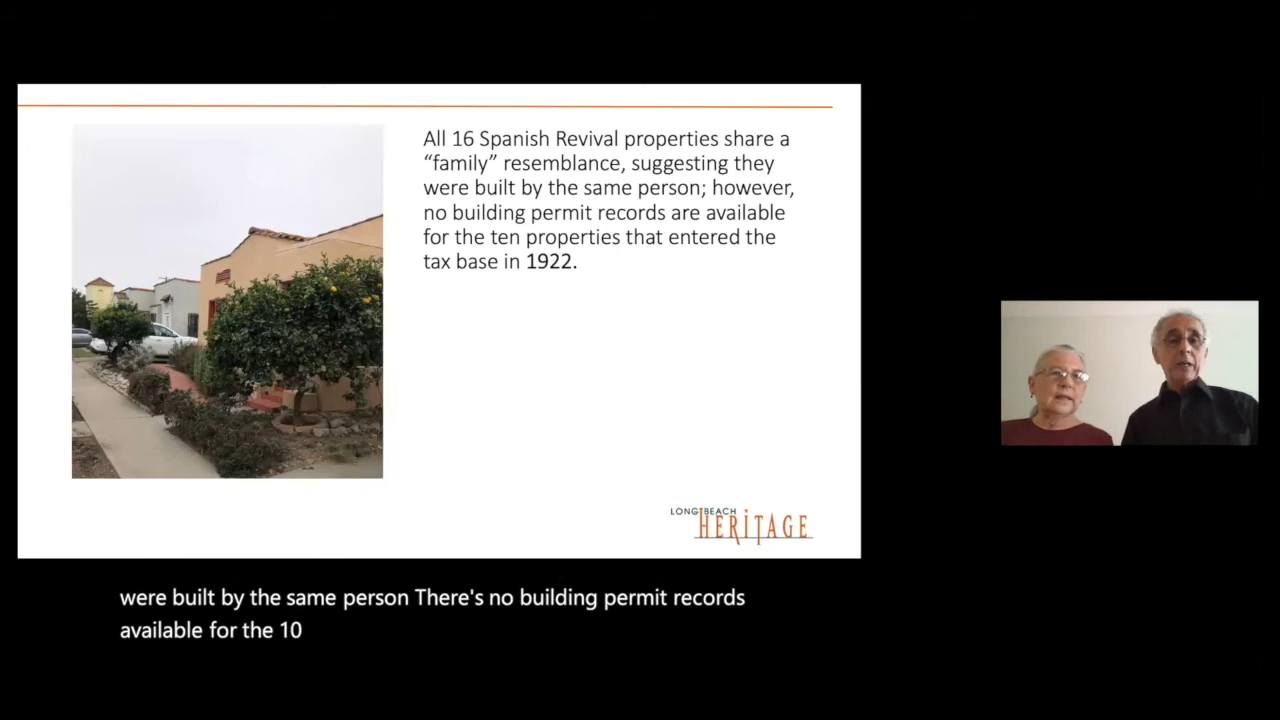 All 16 Spanish Revival properties share a
“family” resemblance, suggesting they
were built by the same person; however,
no building permit records are available
for the ten properties that entered the
tax base in 1922.
LONG BEACH
HERITAGE
were built by the same person There's no building permit records
available for the 10